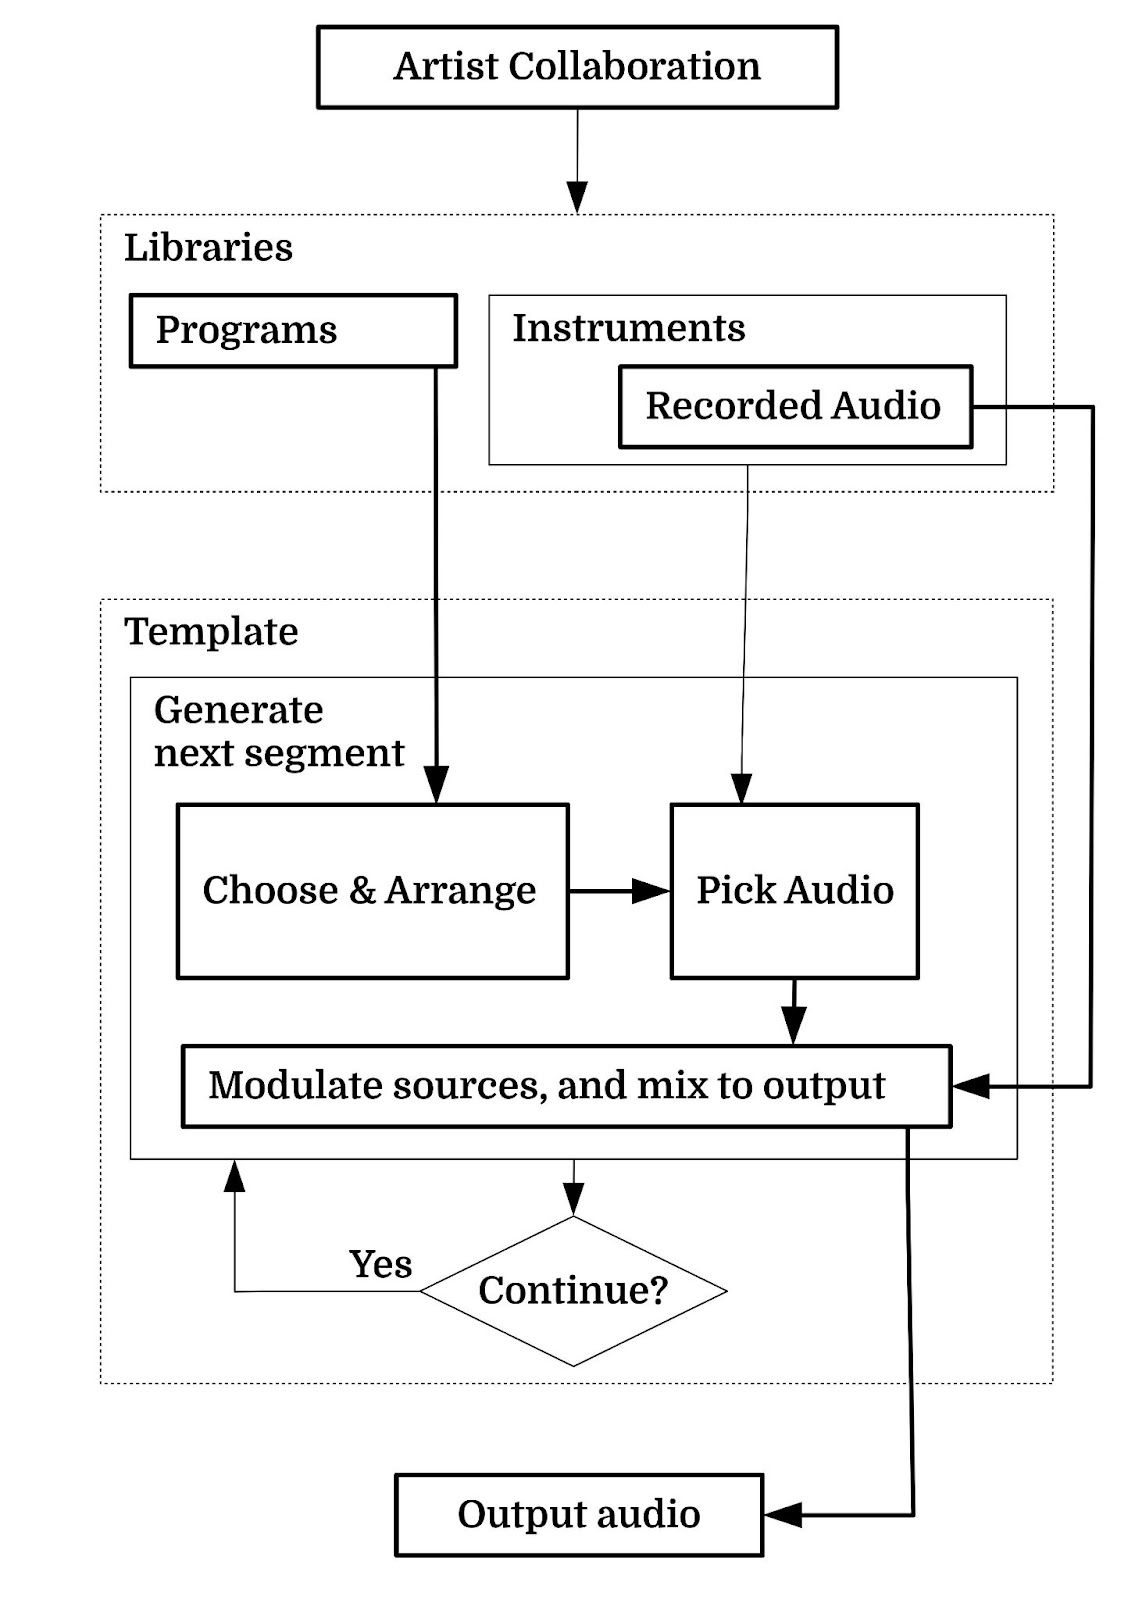 Artist Collaboration
Libraries
Programs
Instruments
Recorded Audio
Template
Generate
next segment
Choose & Arrange
Pick Audio
Modulate sources, and mix to output
Yes
Continue?
Output audio